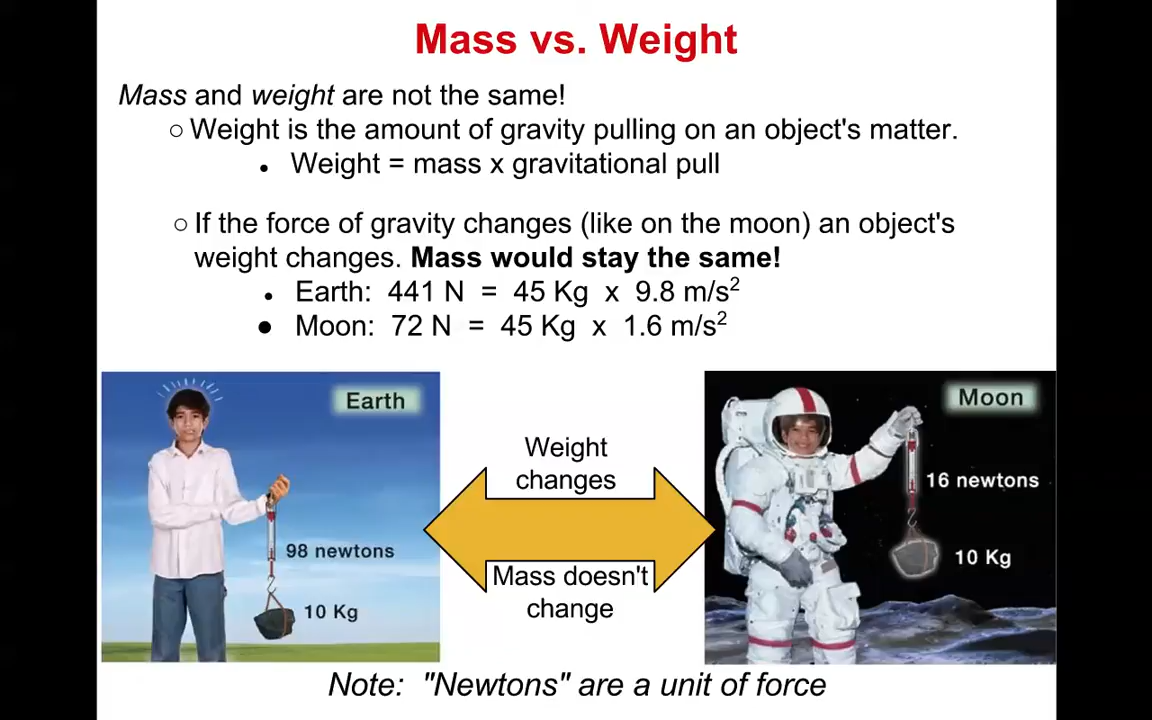 Mass vs. Weight
Mass and weight are not the same!
○ Weight is the amount of gravity pulling on an object's matter.
• Weight = mass x gravitational pull
○ If the force of gravity changes (like on the moon) an object's
weight changes. Mass would stay the same!
• Earth: 441 N = 45 Kg x 9.8 m/s²
● Moon: 72 N = 45 Kg x 1.6 m/s²
Earth
98 newtons
10 Kg
Weight
changes
Mass doesn't
change
Moon
16 newtons
10 Kg
Note: "Newtons" are a unit of force